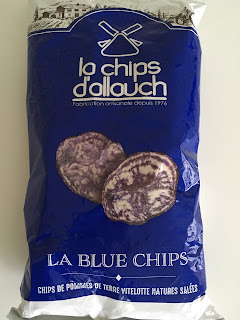 la chips
d'allauch
Fabrication artisanale depuis 1976
LA BLUE CHIPS
CHIPS DE POMMES DE TERRE VITELOTTE NATURES SALÉES